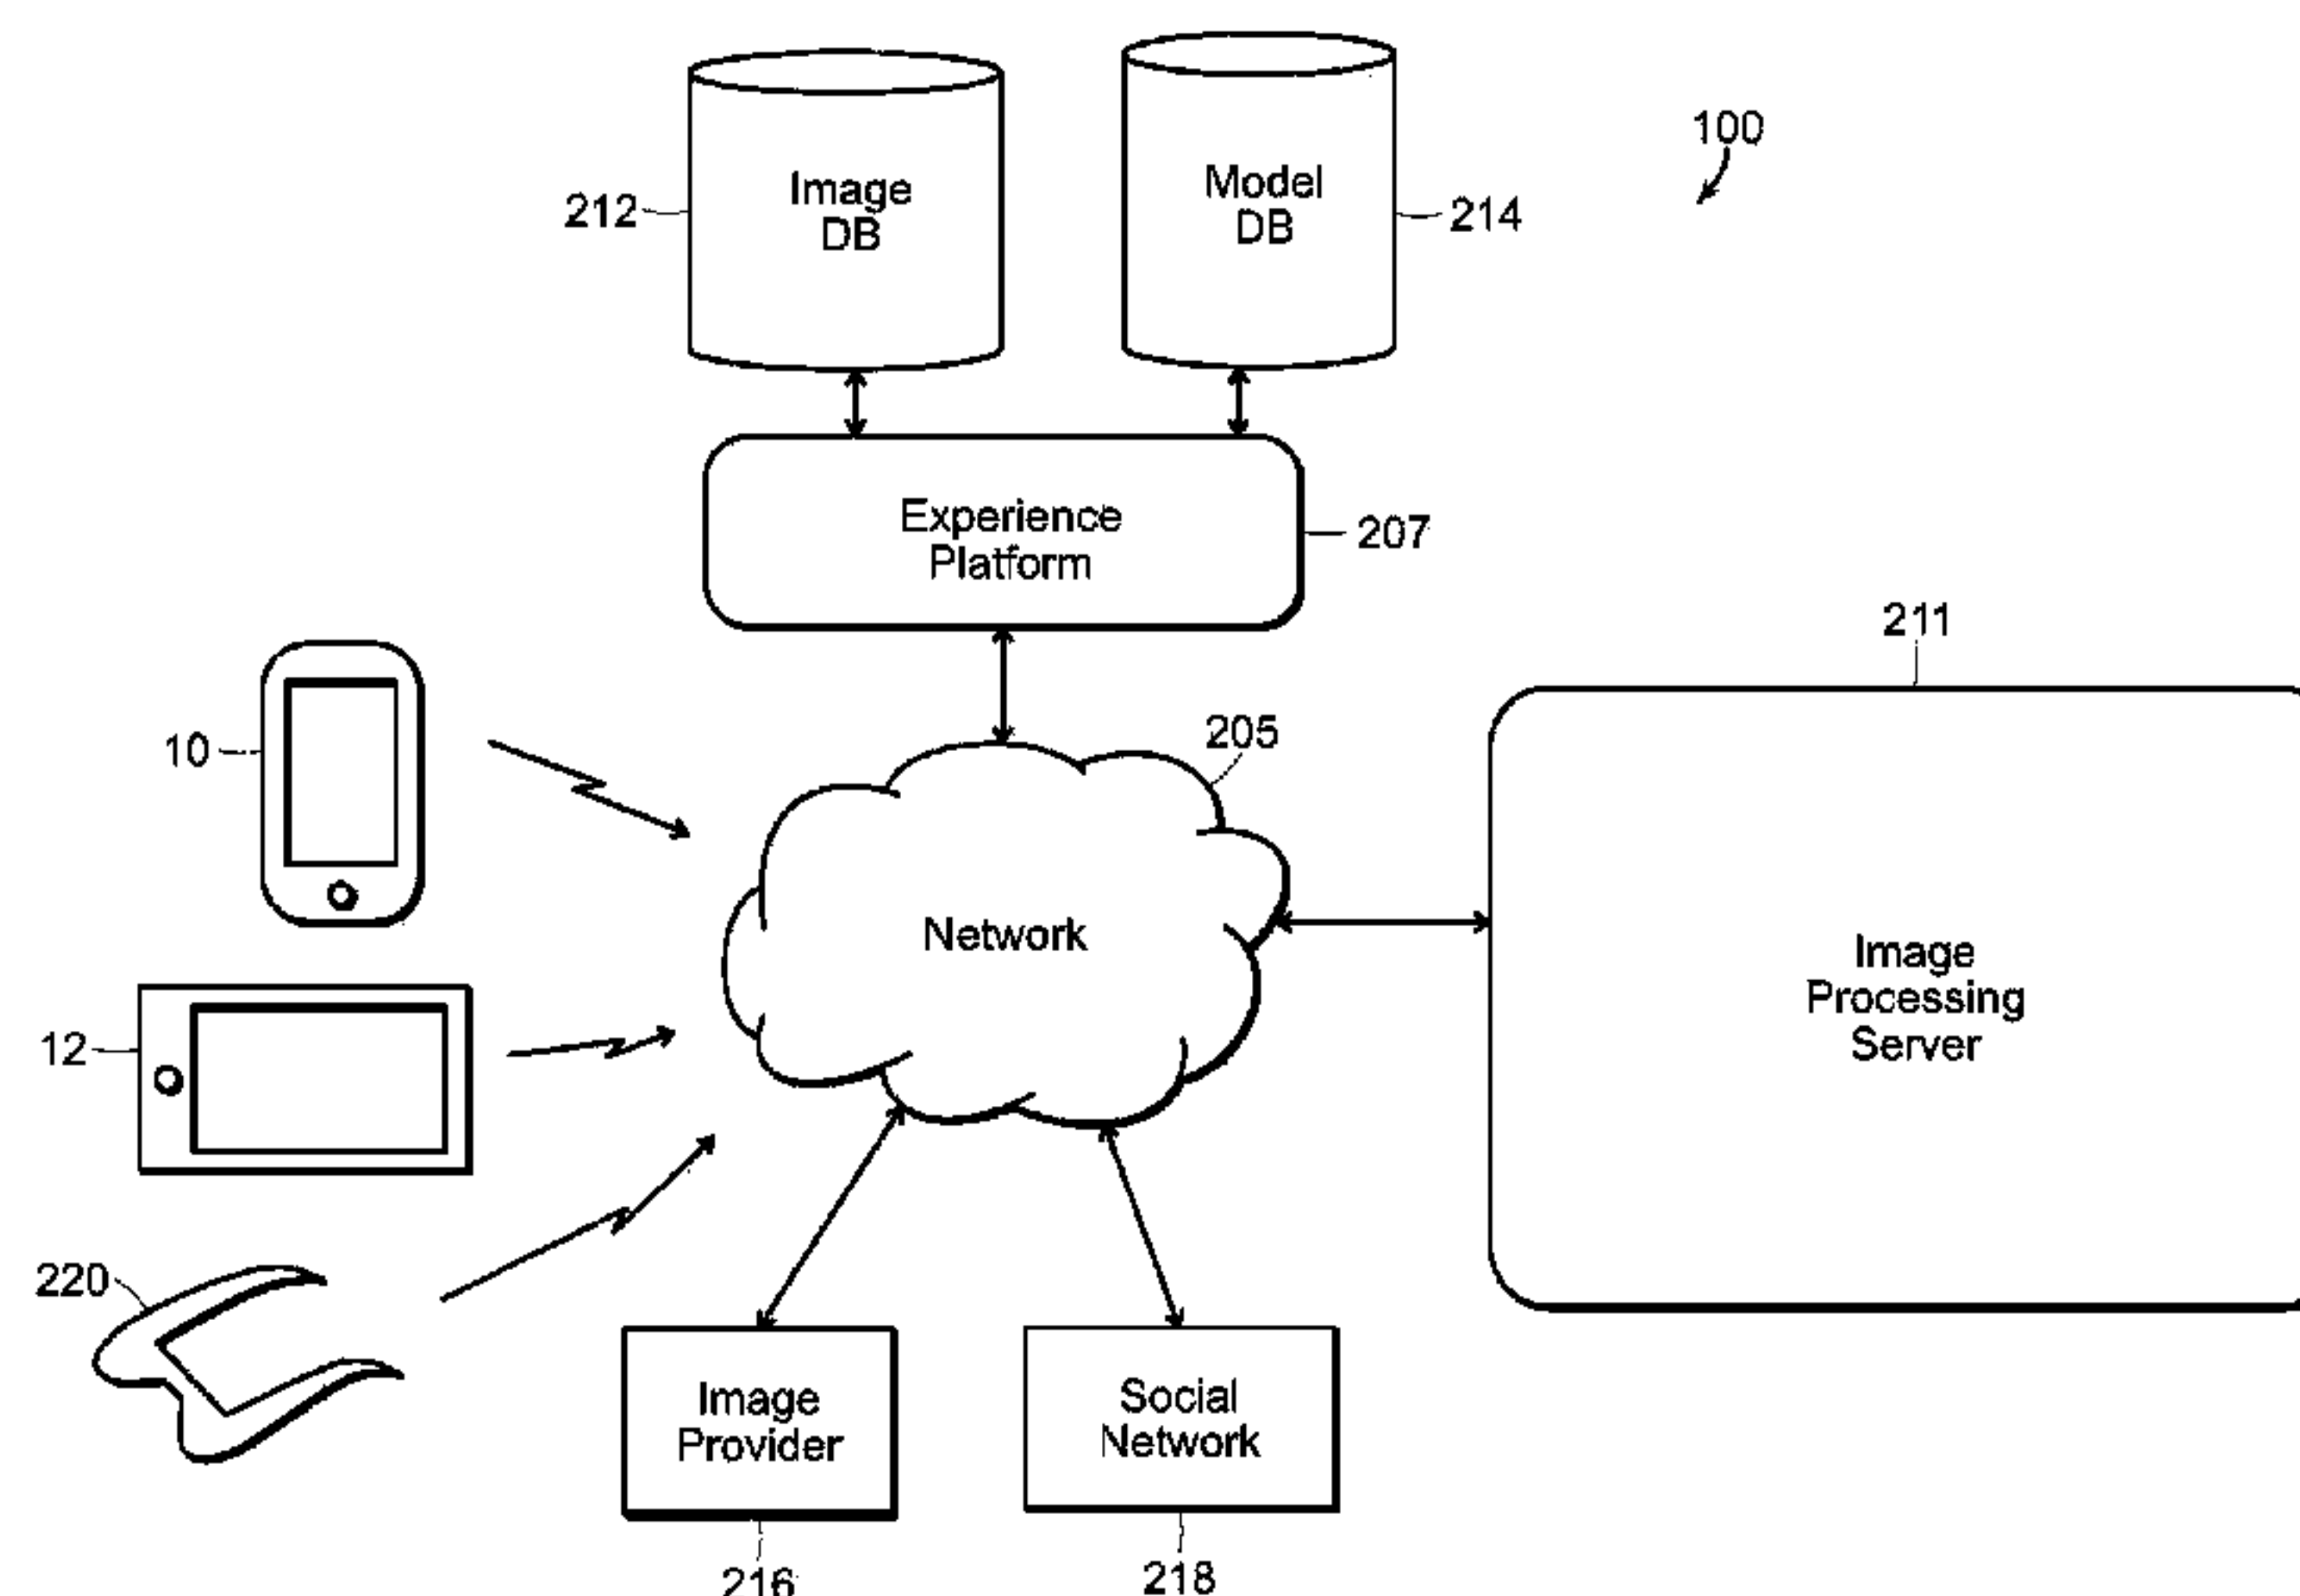 100
Image
DB
212
Model
DB
214
Experience
Platform
207
211
10
205
Network
Image
Processing
Server
12
220
Image
Provider
Social
Network
216
218